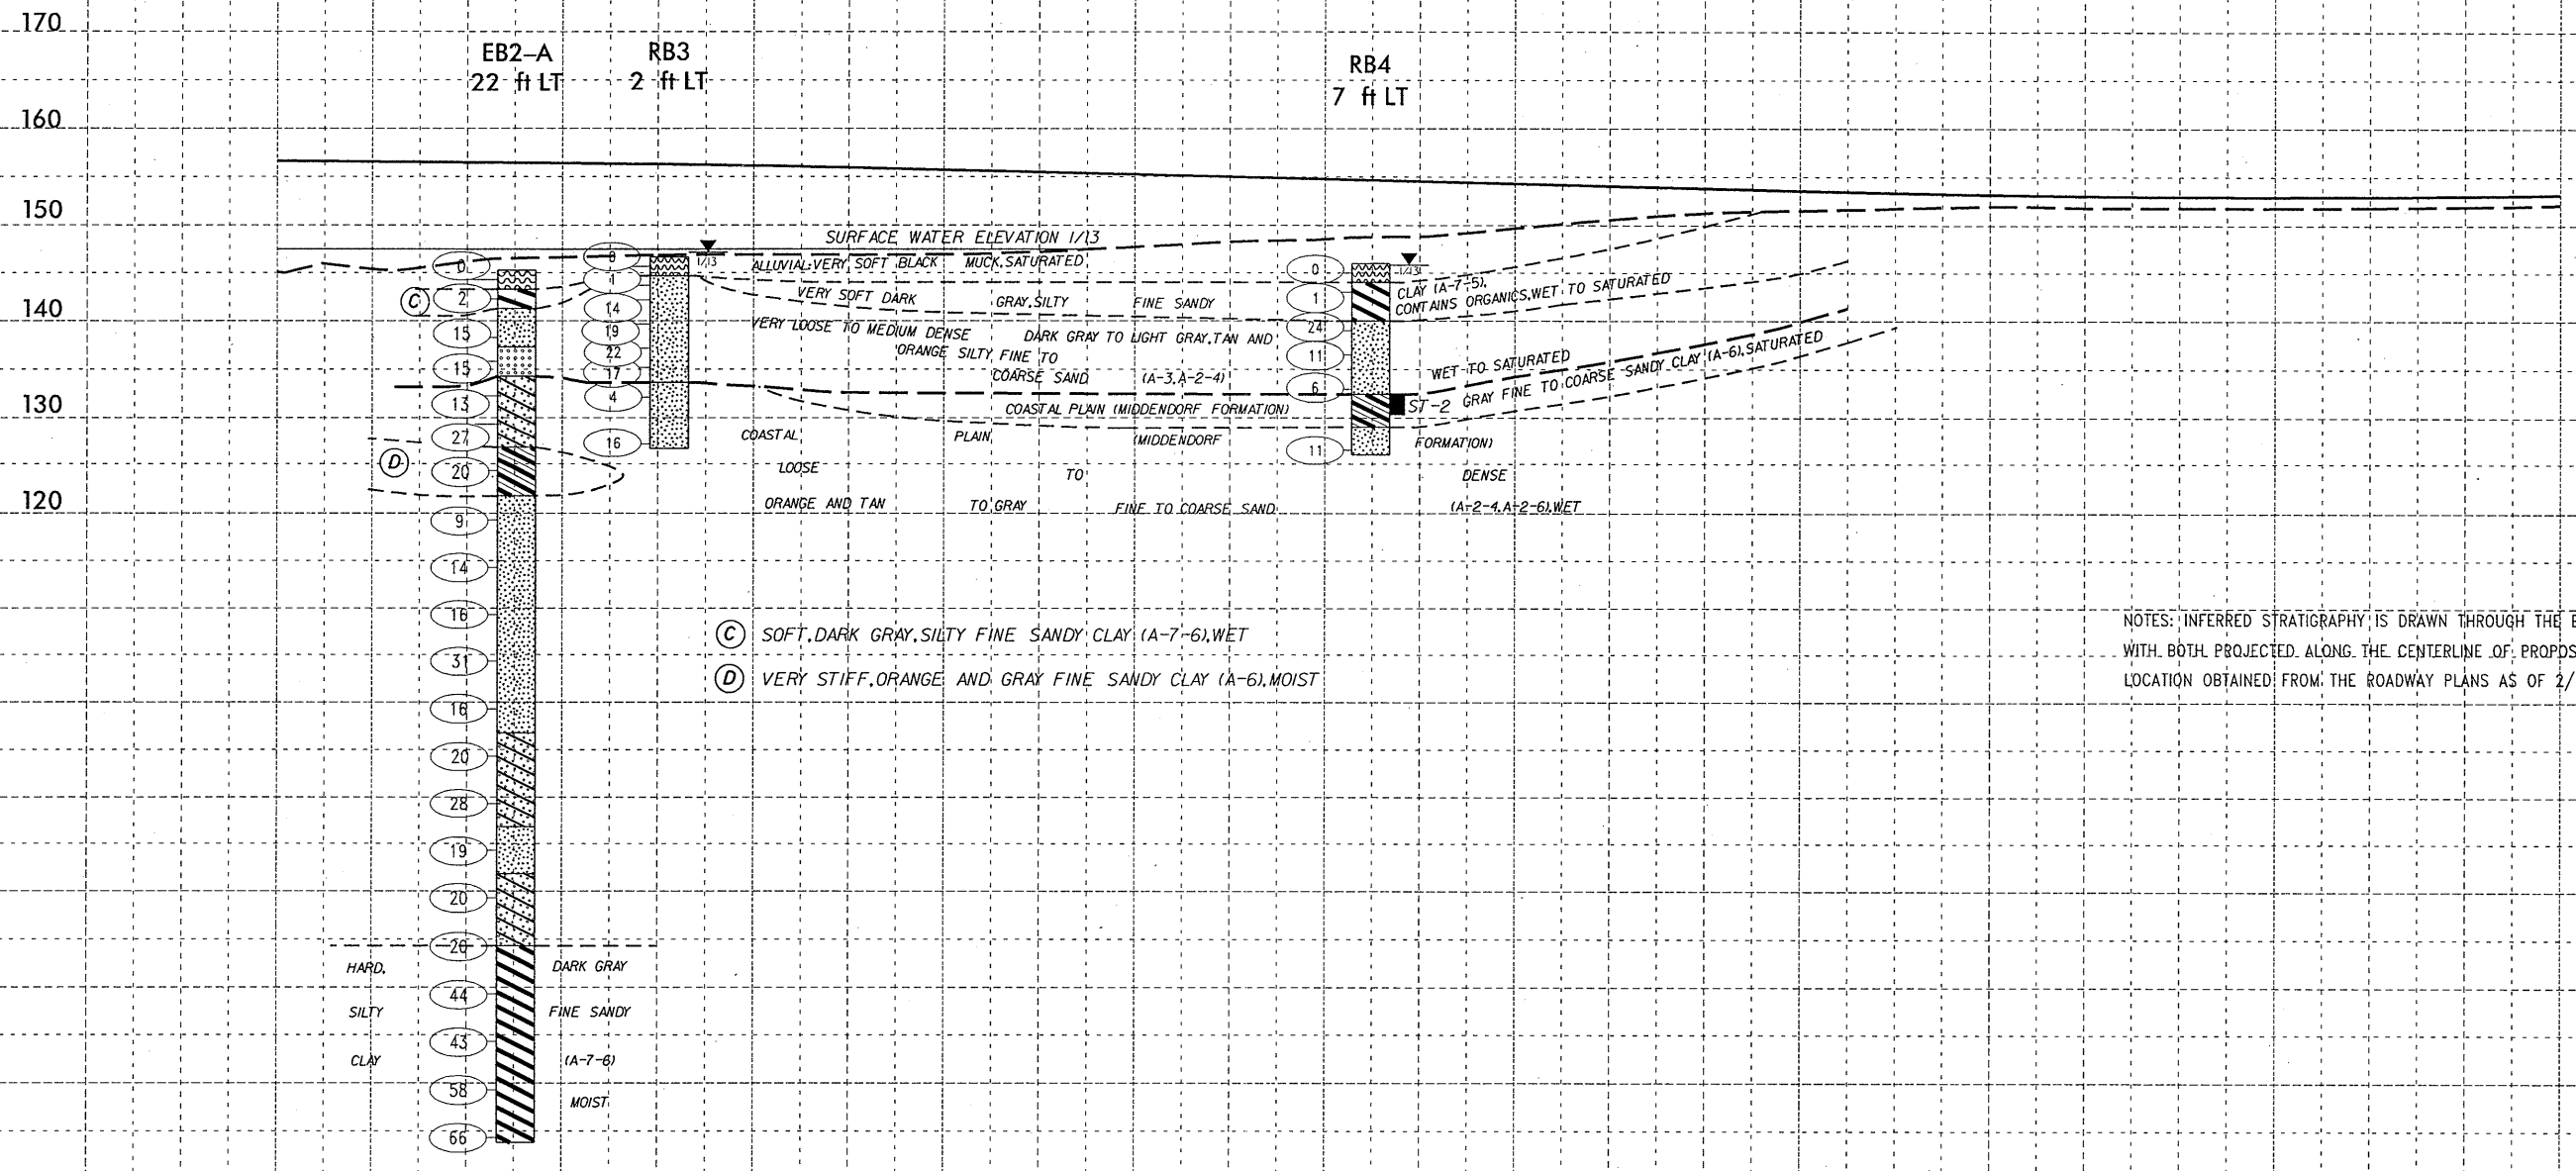 170
EB2-A
22 ft LT
RB3
2 ft LT
RB4
7 ft LT
160
150
SURFACE WATER ELEVATION 1/13
1/13
ALLUVIAL: VERY SOFT BLACK MUCK, SATURATED
1/13
140
VERY SOFT DARK GRAY, SILTY FINE SANDY CLAY (A-7-5),
CONTAINS ORGANICS, WET TO SATURATED
VERY LOOSE TO MEDIUM DENSE DARK GRAY TO LIGHT GRAY, TAN AND
ORANGE SILTY FINE TO
COARSE SAND (A-3, A-2-4)
WET TO SATURATED
130
COASTAL PLAIN (MIDDENDORF FORMATION)
ST-2 GRAY FINE TO COARSE SANDY CLAY (A-6), SATURATED
COASTAL PLAIN (MIDDENDORF FORMATION)
LOOSE TO DENSE
120
ORANGE AND TAN TO GRAY FINE TO COARSE SAND (A-2-4, A-2-6), WET
C
D
0
2
15
15
13
27
20
9
14
16
31
16
20
28
19
20
20
44
43
58
66
1
14
19
22
17
4
16
0
1
24
11
6
11
C SOFT, DARK GRAY, SILTY FINE SANDY CLAY (A-7-6), WET
D VERY STIFF, ORANGE AND GRAY FINE SANDY CLAY (A-6), MOIST
NOTES: INFERRED STRATIGRAPHY IS DRAWN THROUGH THE
WITH BOTH PROJECTED ALONG THE CENTERLINE OF PROPOS
LOCATION OBTAINED FROM THE ROADWAY PLANS AS OF 2/
HARD, DARK GRAY
SILTY FINE SANDY
CLAY (A-7-6)
MOIST